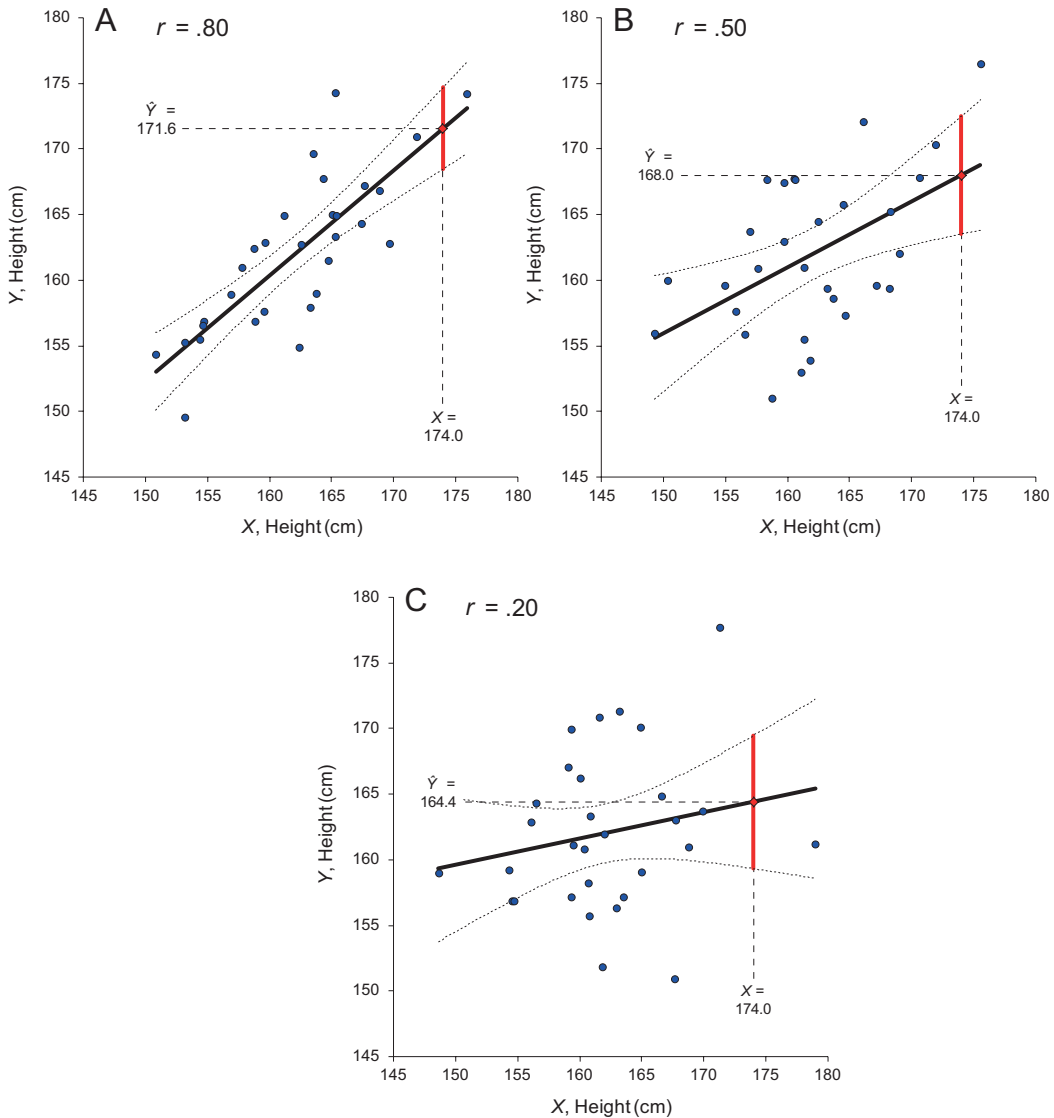 A
r = .80
180
175
170
165
160
155
150
145
Y, Height (cm)
Ŷ =
171.6
X =
174.0
145 150 155 160 165 170 175 180
X, Height (cm)
B
r = .50
180
175
170
165
160
155
150
145
Y, Height (cm)
Ŷ =
168.0
X =
174.0
145 150 155 160 165 170 175 180
X, Height (cm)
C
r = .20
180
175
170
165
160
155
150
145
Y, Height (cm)
Ŷ =
164.4
X =
174.0
145 150 155 160 165 170 175 180
X, Height (cm)